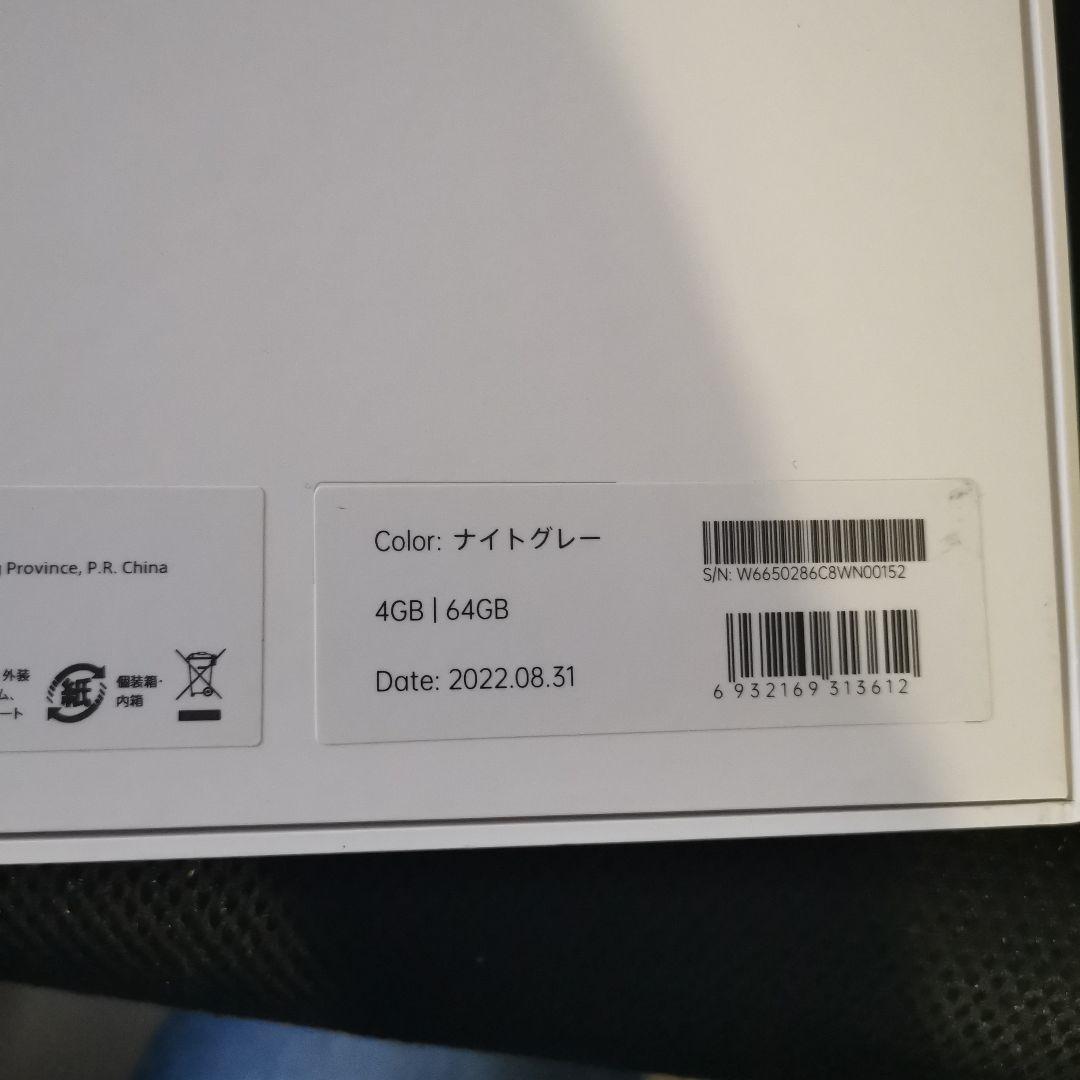 Province, P.R. China
外装
ム、
ート
紙
個装箱・
内箱
Color: ナイトグレー
4GB | 64GB
Date: 2022.08.31
S/N: W6650286C8WN00152
6 932169 313612